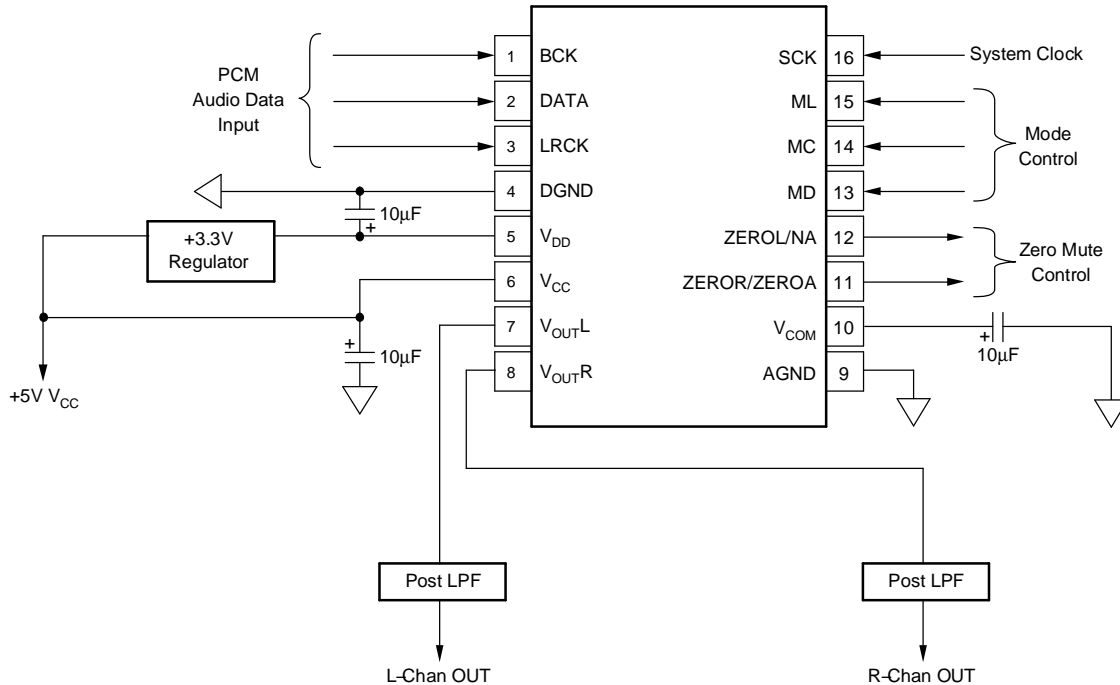 PCM
Audio Data
Input
1 BCK
2 DATA
3 LRCK
4 DGND
5 VDD
6 VCC
7 VOUTL
8 VOUTR
SCK 16
ML 15
MC 14
MD 13
ZEROL/NA 12
ZEROR/ZEROA 11
VCOM 10
AGND 9
System Clock
Mode
Control
Zero Mute
Control
10μF
+
+3.3V
Regulator
+
10μF
+5V VCC
+
10μF
Post LPF
Post LPF
L–Chan OUT
R–Chan OUT